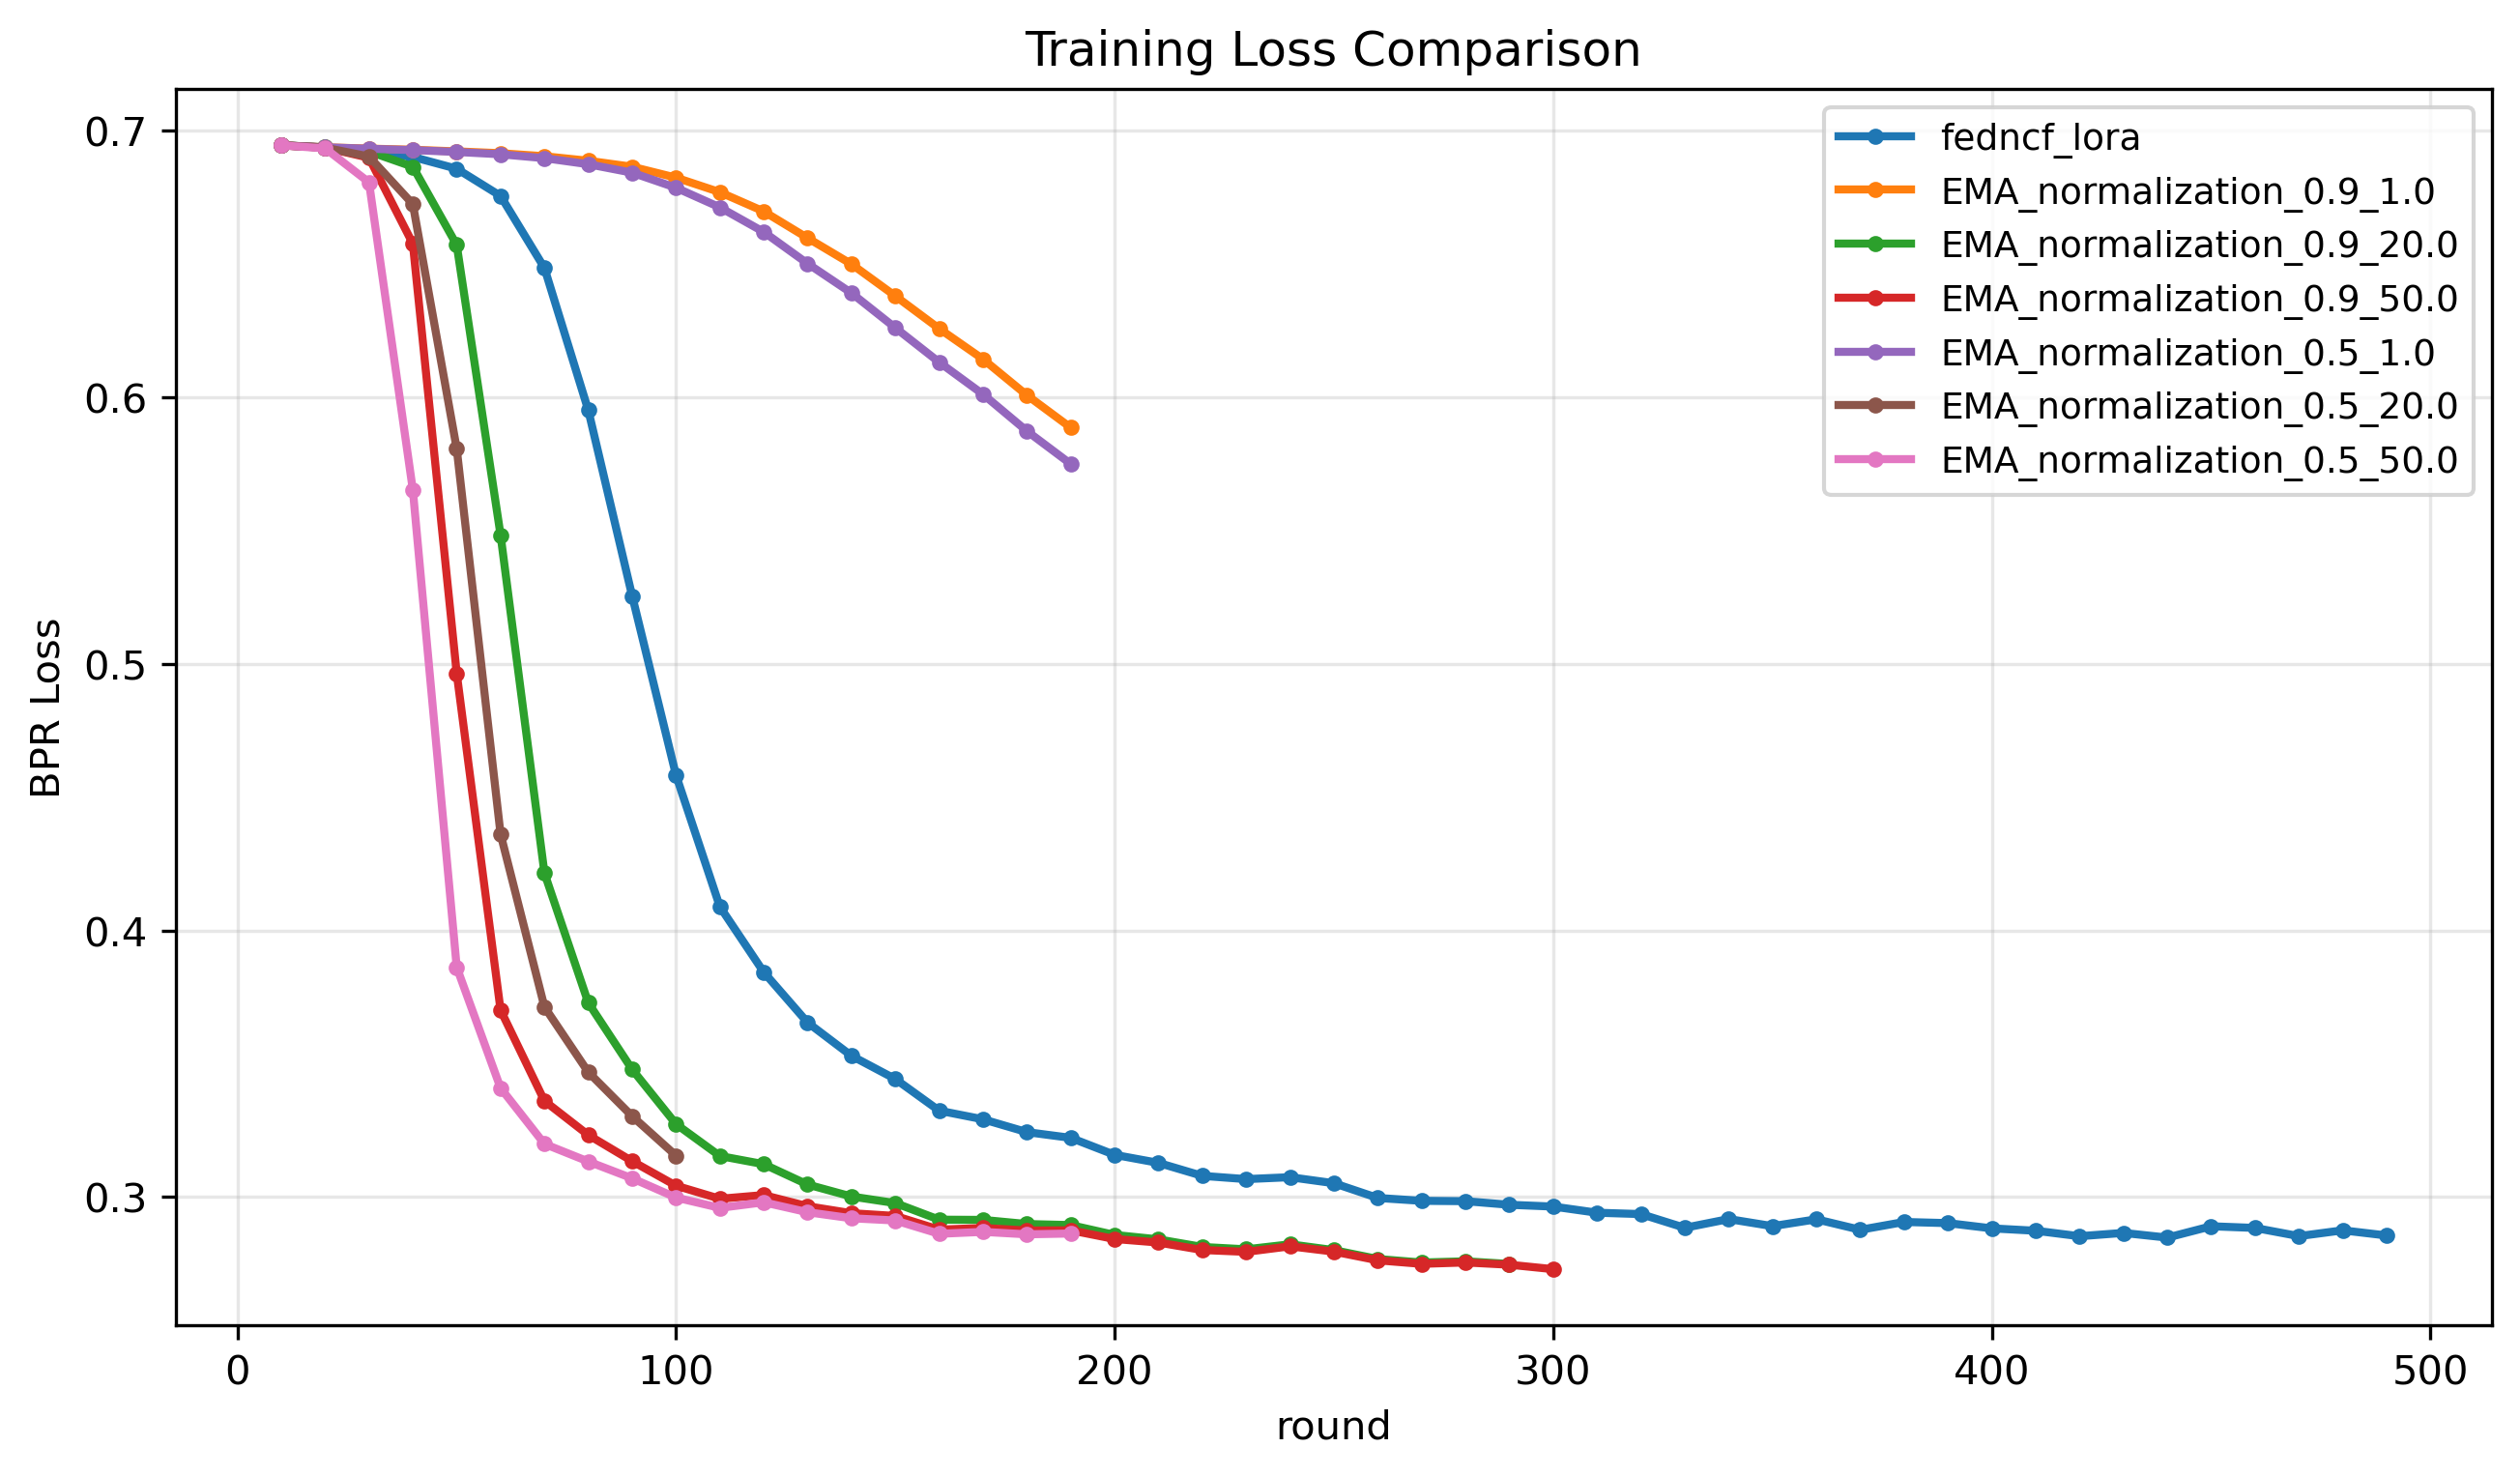 Training Loss Comparison
0.7
0.6
0.5
0.4
0.3
BPR Loss
fedncf_lora
EMA_normalization_0.9_1.0
EMA_normalization_0.9_20.0
EMA_normalization_0.9_50.0
EMA_normalization_0.5_1.0
EMA_normalization_0.5_20.0
EMA_normalization_0.5_50.0
0 100 200 300 400 500
round